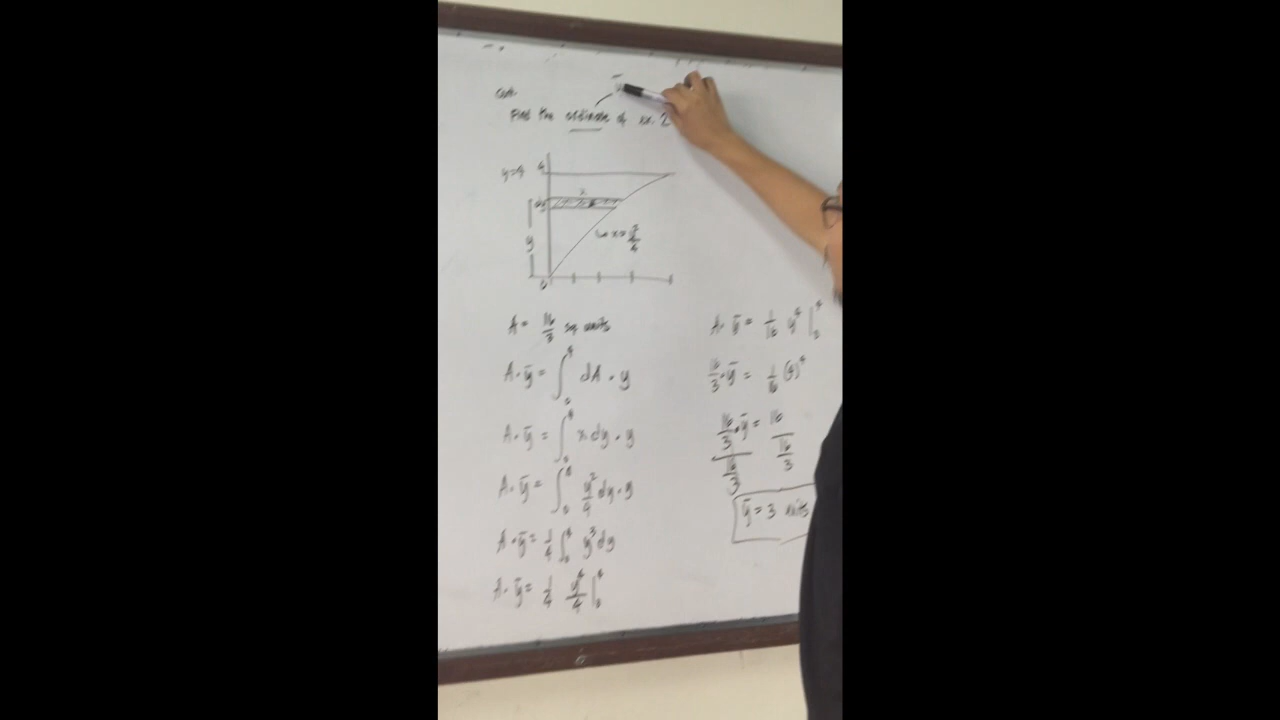 Find the ordinate of ex. 2
ȳ
y=4
4
x
dy
y
x = y²/4
0
A = 16/3 sq. units
A · ȳ = ∫₀⁴ dA · y
A · ȳ = ∫₀⁴ x dy · y
A · ȳ = ∫₀⁴ y²/4 dy · y
A · ȳ = 1/4 ∫₀⁴ y³ dy
A · ȳ = 1/4 y⁴/4 |₀⁴
A · ȳ = 1/16 y⁴ |₀⁴
16/3 · ȳ = 1/16 (4)⁴
16/3 · ȳ = 16
16/3 16/3
ȳ = 3 units